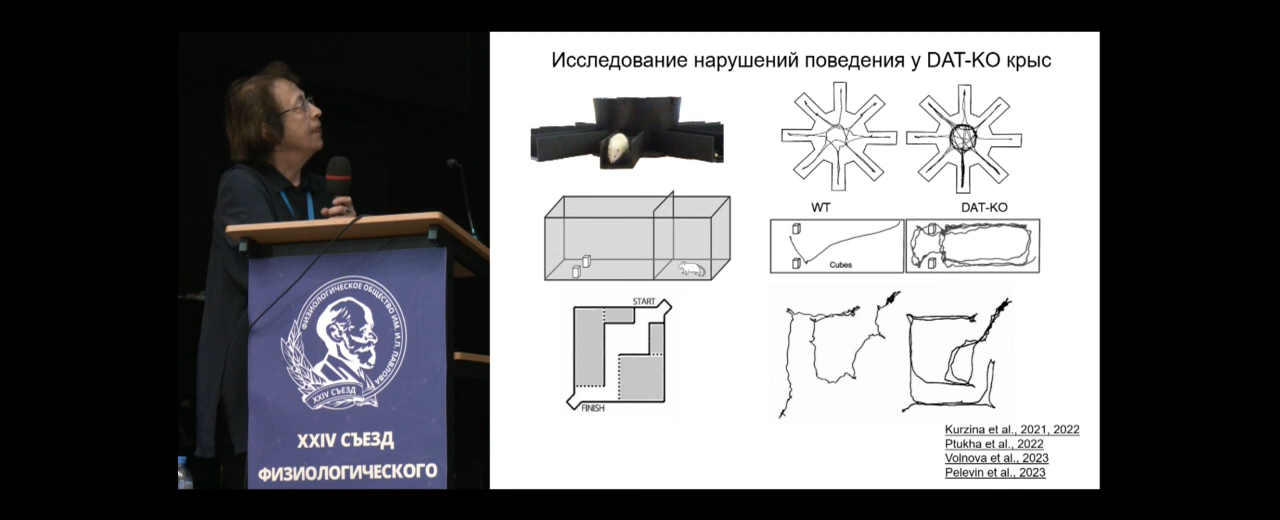 Исследование нарушений поведения у DAT-KO крыс
WT
DAT-KO
Cubes
START
FINISH
Kurzina et al., 2021, 2022
Ptukha et al., 2022
Volnova et al., 2023
Pelevin et al., 2023
ФИЗИОЛОГИЧЕСКОЕ ОБЩЕСТВО ИМ. И.П. ПАВЛОВА
XXIV СЪЕЗД
XXIV СЪЕЗД
ФИЗИОЛОГИЧЕСКОГО